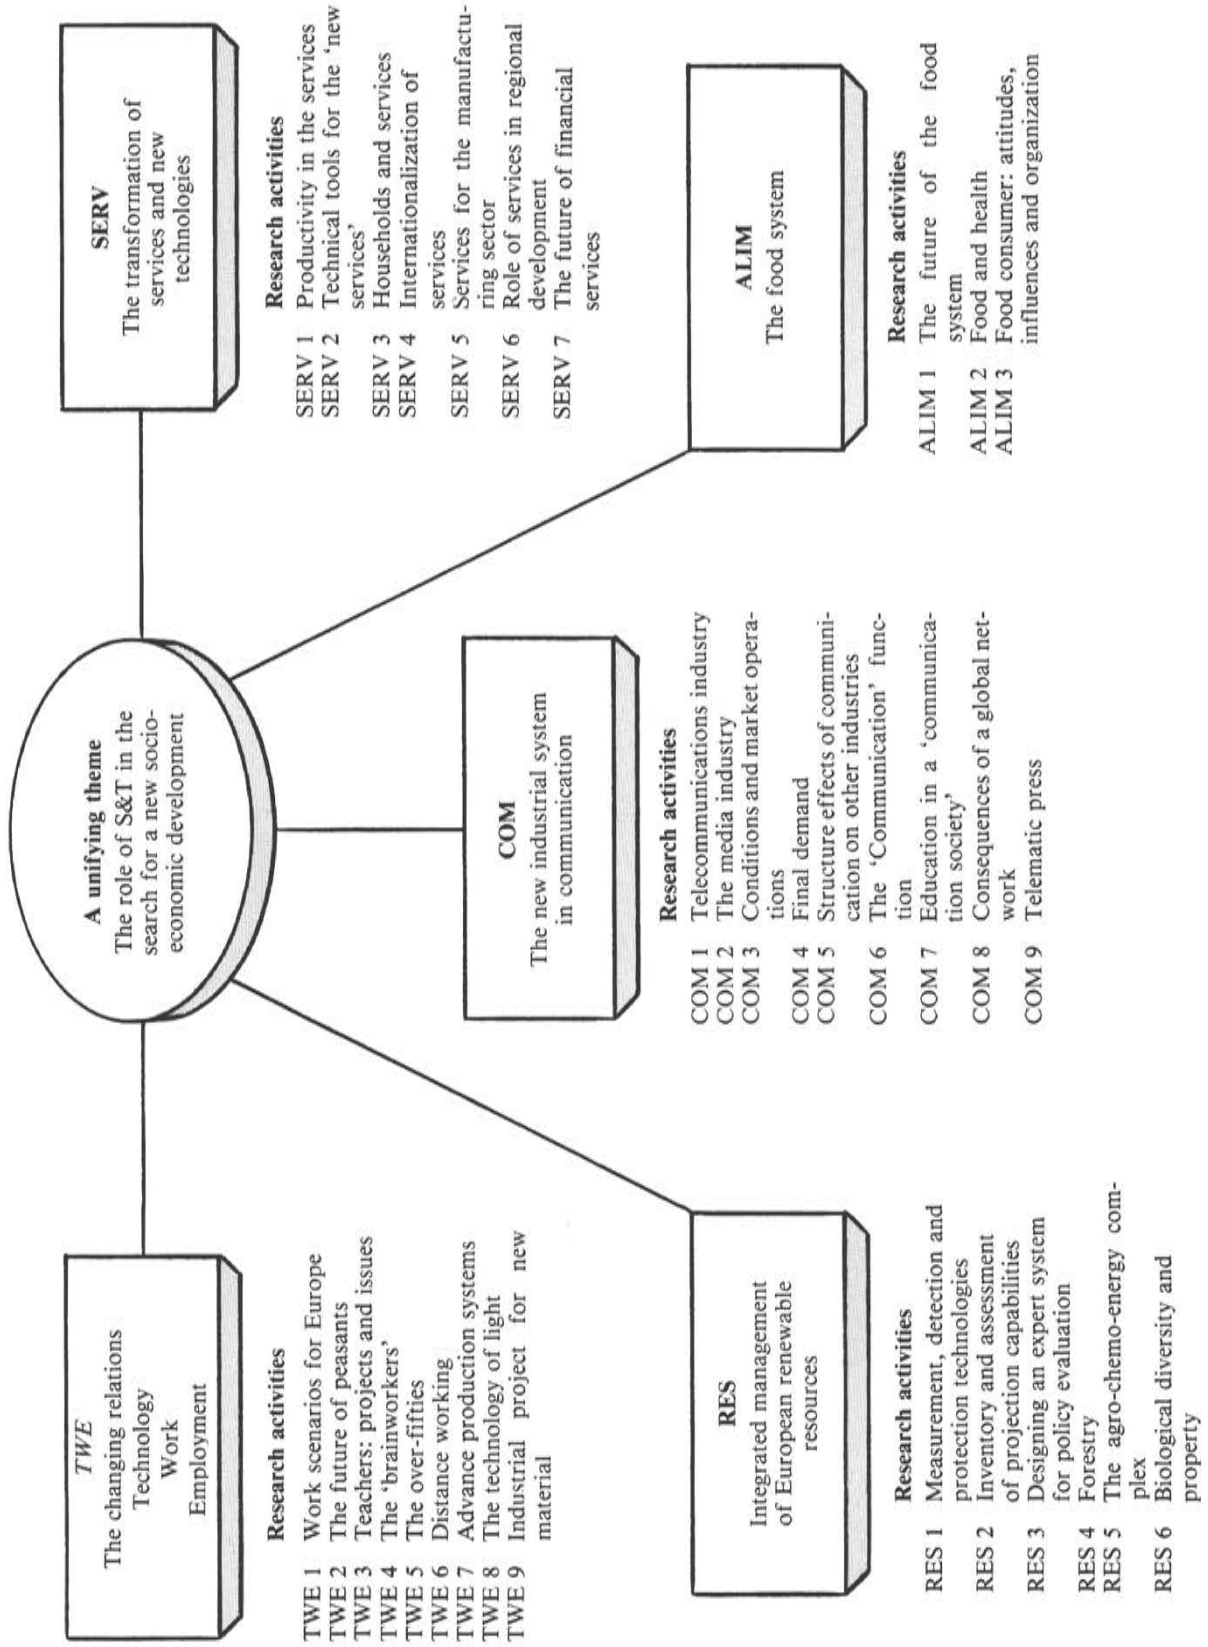 A unifying theme
The role of S&T in the
search for a new socio-
economic development
TWE
The changing relations
Technology
Work
Employment
Research activities
TWE 1 Work scenarios for Europe
TWE 2 The future of peasants
TWE 3 Teachers: projects and issues
TWE 4 The ‘brainworkers’
TWE 5 The over-fifties
TWE 6 Distance working
TWE 7 Advance production systems
TWE 8 The technology of light
TWE 9 Industrial project for new
material
SERV
The transformation of
services and new
technologies
Research activities
SERV 1 Productivity in the services
SERV 2 Technical tools for the ‘new
services’
SERV 3 Households and services
SERV 4 Internationalization of
services
SERV 5 Services for the manufactu-
ring sector
SERV 6 Role of services in regional
development
SERV 7 The future of financial
services
COM
The new industrial system
in communication
Research activities
COM 1 Telecommunications industry
COM 2 The media industry
COM 3 Conditions and market opera-
tions
COM 4 Final demand
COM 5 Structure effects of communi-
cation on other industries
COM 6 The ‘Communication’ func-
tion
COM 7 Education in a ‘communica-
tion society’
COM 8 Consequences of a global net-
work
COM 9 Telematic press
RES
Integrated management
of European renewable
resources
Research activities
RES 1 Measurement, detection and
protection technologies
RES 2 Inventory and assessment
of projection capabilities
RES 3 Designing an expert system
for policy evaluation
RES 4 Forestry
RES 5 The agro-chemo-energy com-
plex
RES 6 Biological diversity and
property
ALIM
The food system
Research activities
ALIM 1 The future of the food
system
ALIM 2 Food and health
ALIM 3 Food consumer: attitudes,
influences and organization